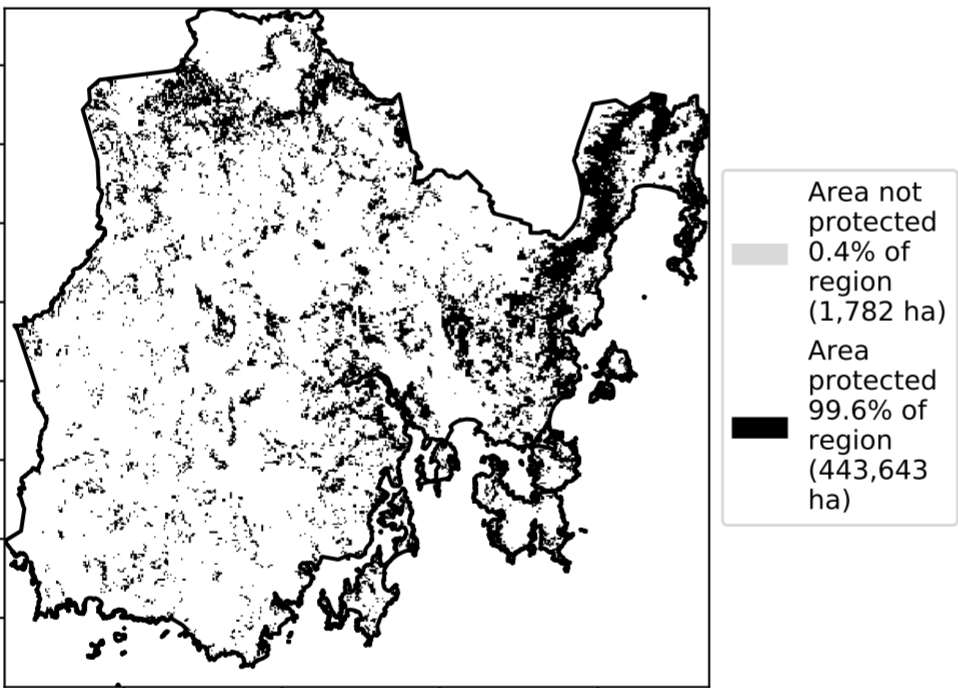 Area not
protected
0.4% of
region
(1,782 ha)
Area
protected
99.6% of
region
(443,643
ha)